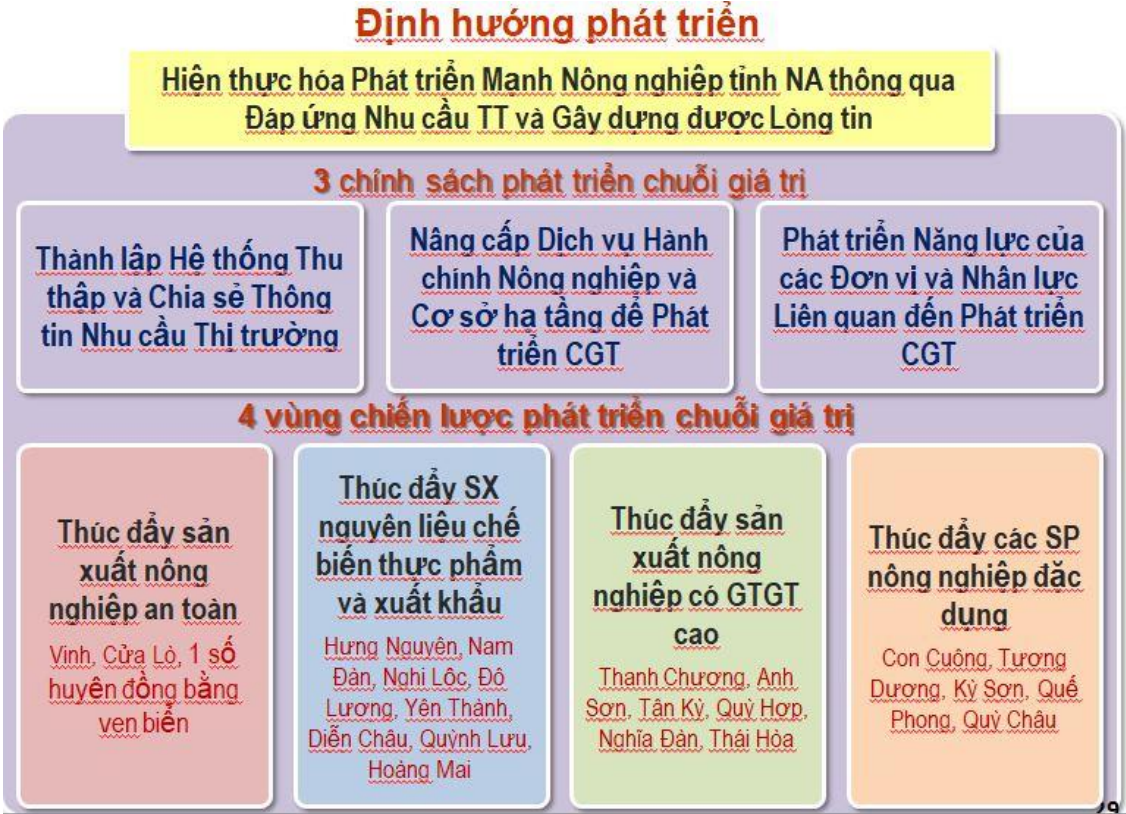 Định hướng phát triển
Hiện thực hóa Phát triển Mạnh Nông nghiệp tỉnh NA thông qua
Đáp ứng Nhu cầu TT và Gây dựng được Lòng tin
3 chính sách phát triển chuỗi giá trị
Thành lập Hệ thống Thu
thập và Chia sẻ Thông
tin Nhu cầu Thị trường
Nâng cấp Dịch vụ Hành
chính Nông nghiệp và
Cơ sở hạ tầng để Phát
triển CGT
Phát triển Năng lực của
các Đơn vị và Nhân lực
Liên quan đến Phát triển
CGT
4 vùng chiến lược phát triển chuỗi giá trị
Thúc đẩy sản
xuất nông
nghiệp an toàn
Vinh, Cửa Lò, 1 số
huyện đồng bằng
ven biển
Thúc đẩy SX
nguyên liệu chế
biến thực phẩm
và xuất khẩu
Hưng Nguyên, Nam
Đàn, Nghi Lộc, Đô
Lương, Yên Thành,
Diễn Châu, Quỳnh Lưu,
Hoàng Mai
Thúc đẩy sản
xuất nông
nghiệp có GTGT
cao
Thanh Chương, Anh
Sơn, Tân Kỳ, Quỳ Hợp,
Nghĩa Đàn, Thái Hòa
Thúc đẩy các SP
nông nghiệp đặc
dụng
Con Cuông, Tương
Dương, Kỳ Sơn, Quế
Phong, Quỳ Châu
29